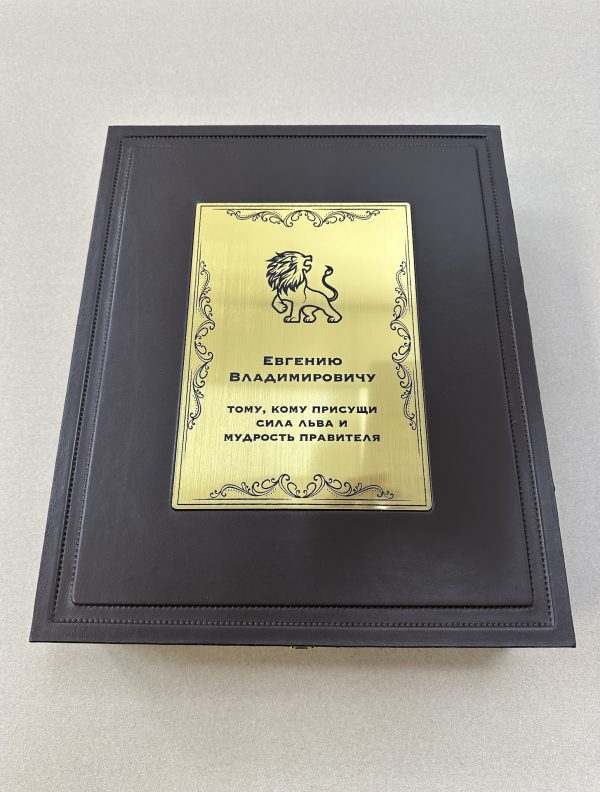 Евгению
Владимировичу
тому, кому присущи
сила льва и
мудрость правителя